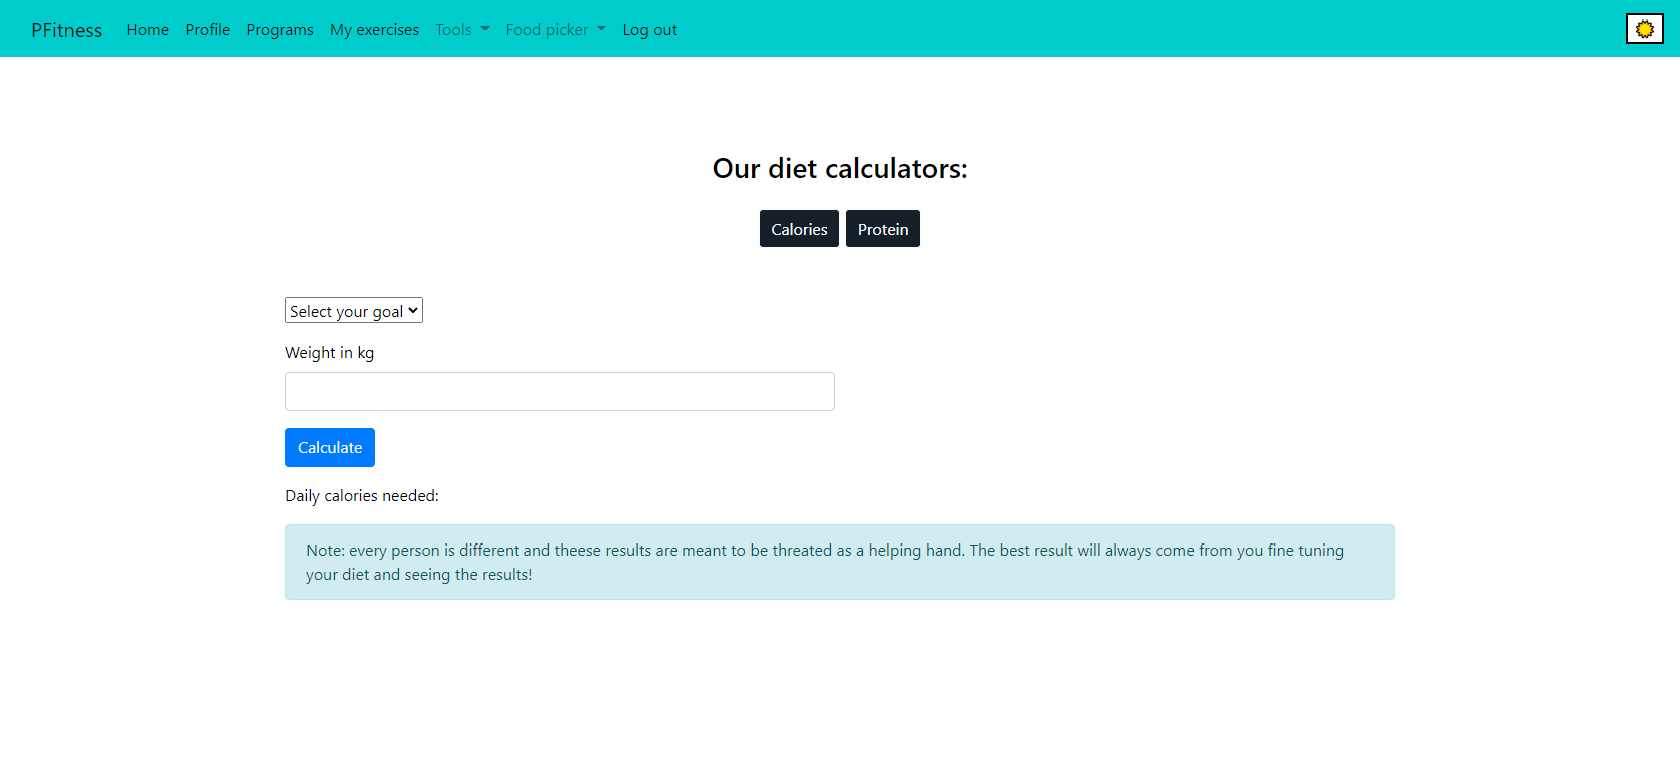 PFitness Home Profile Programs My exercises Tools Food picker Log out
Our diet calculators:
Calories Protein
Select your goal
Weight in kg
Calculate
Daily calories needed:
Note: every person is different and theese results are meant to be threated as a helping hand. The best result will always come from you fine tuning
your diet and seeing the results!